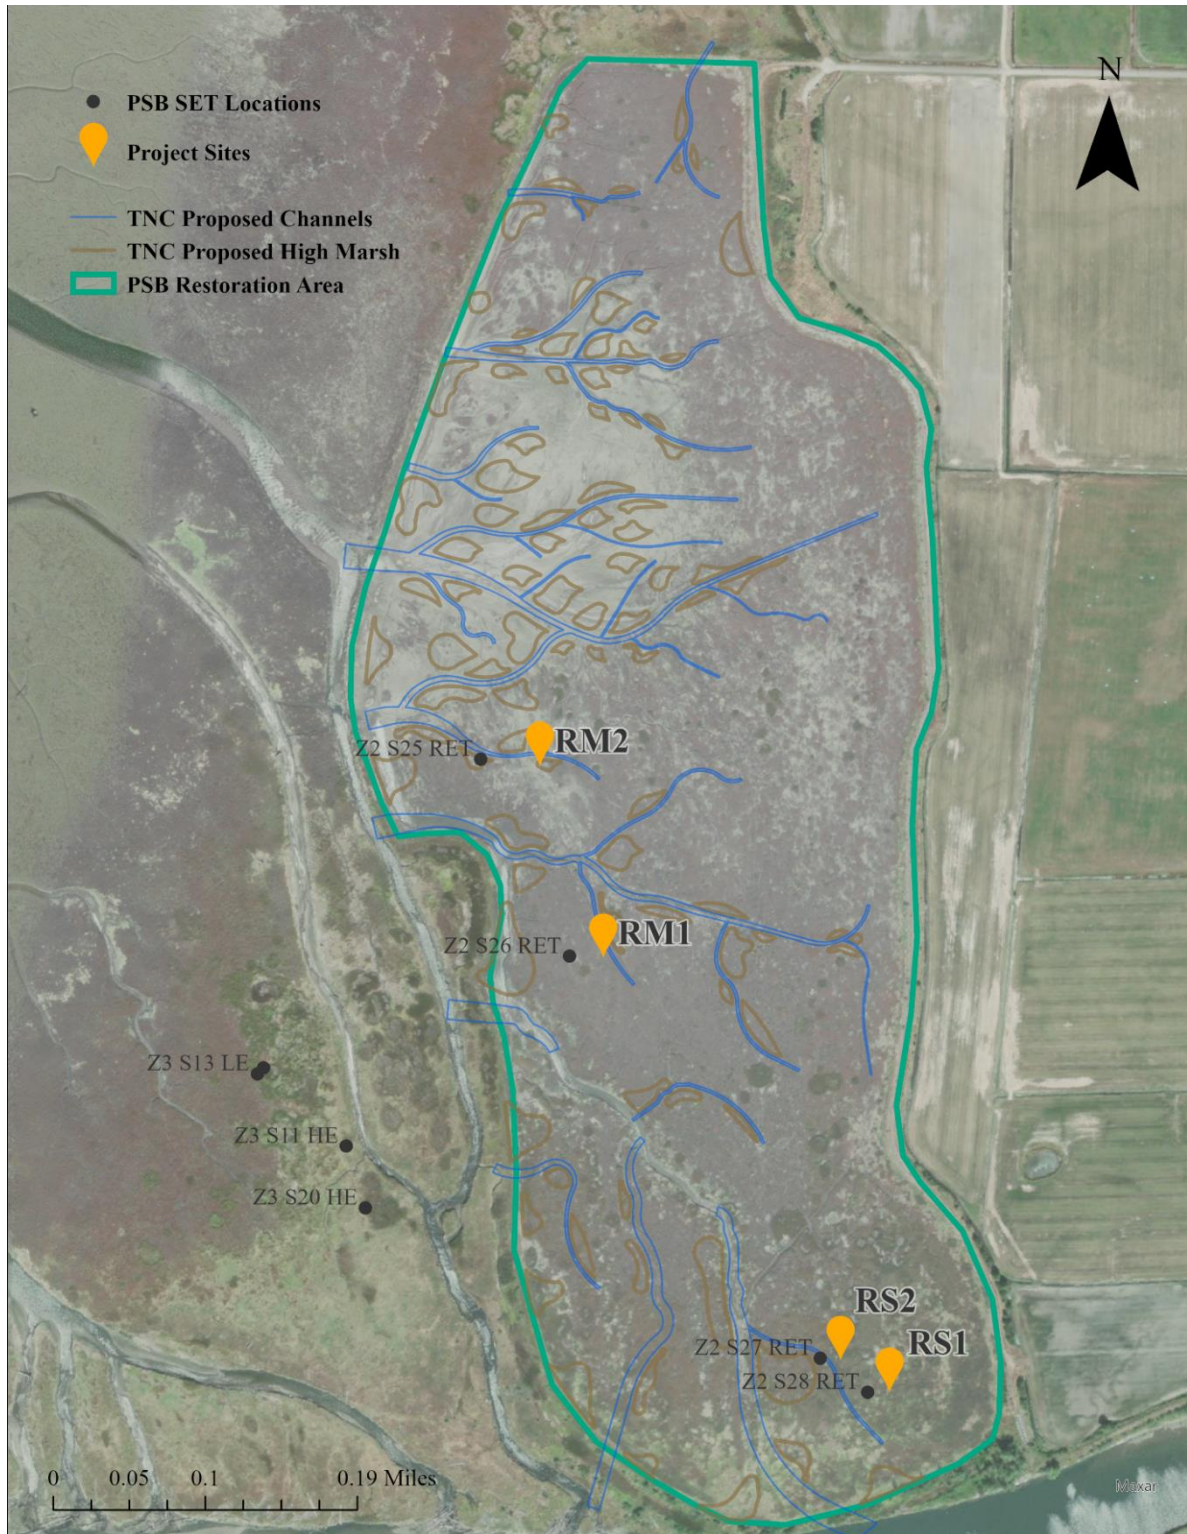 N
PSB SET Locations
Project Sites
TNC Proposed Channels
TNC Proposed High Marsh
PSB Restoration Area
RM2
Z2 S25 RET
RM1
Z2 S26 RET
Z3 S13 LE
Z3 S11 HE
Z3 S20 HE
RS2
Z2 S27 RET
RS1
Z2 S28 RET
0 0.05 0.1 0.19 Miles
Maxar